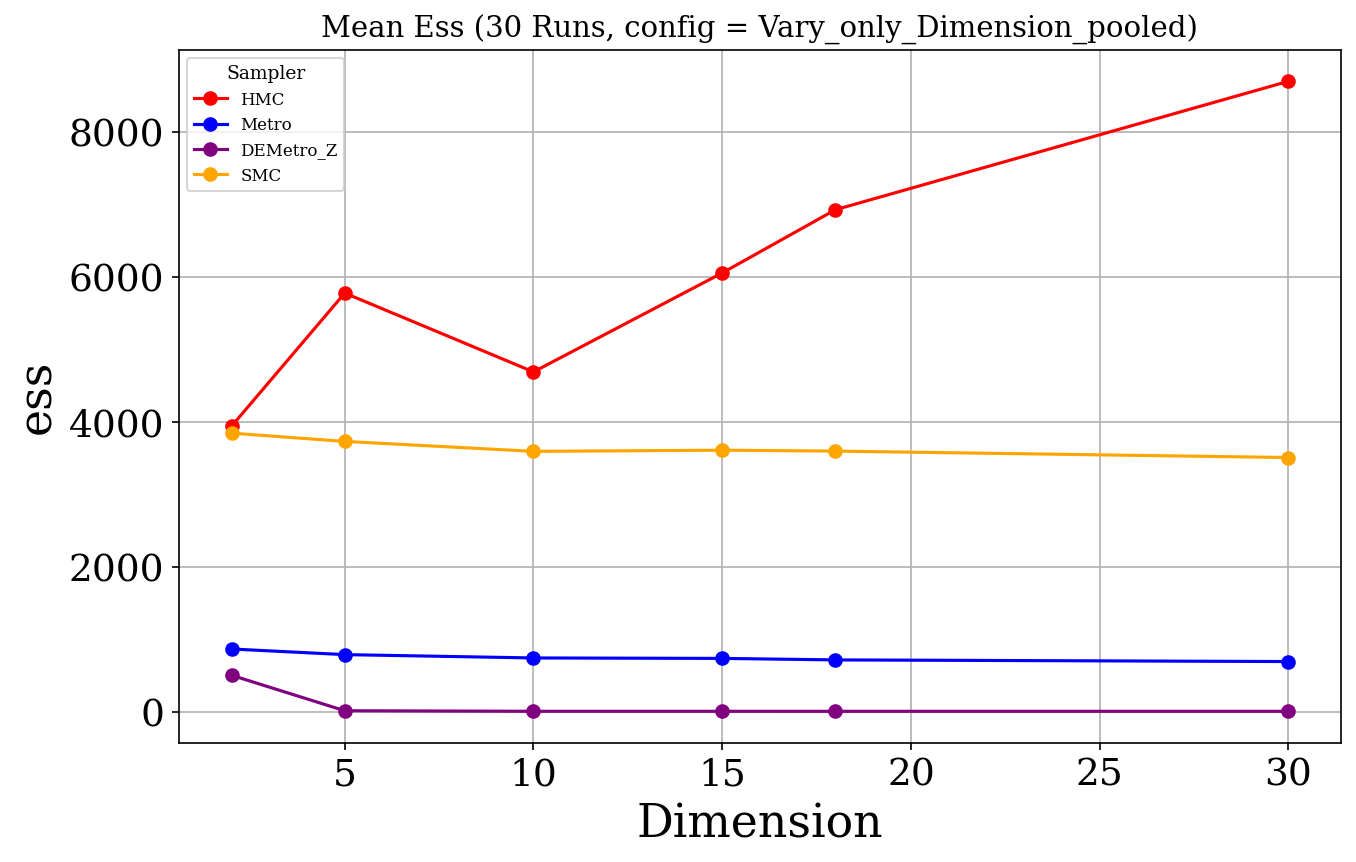 Mean Ess (30 Runs, config = Vary_only_Dimension_pooled)
Sampler
HMC
Metro
DEMetro_Z
SMC
8000
6000
4000
2000
0
ess
5 10 15 20 25 30
Dimension